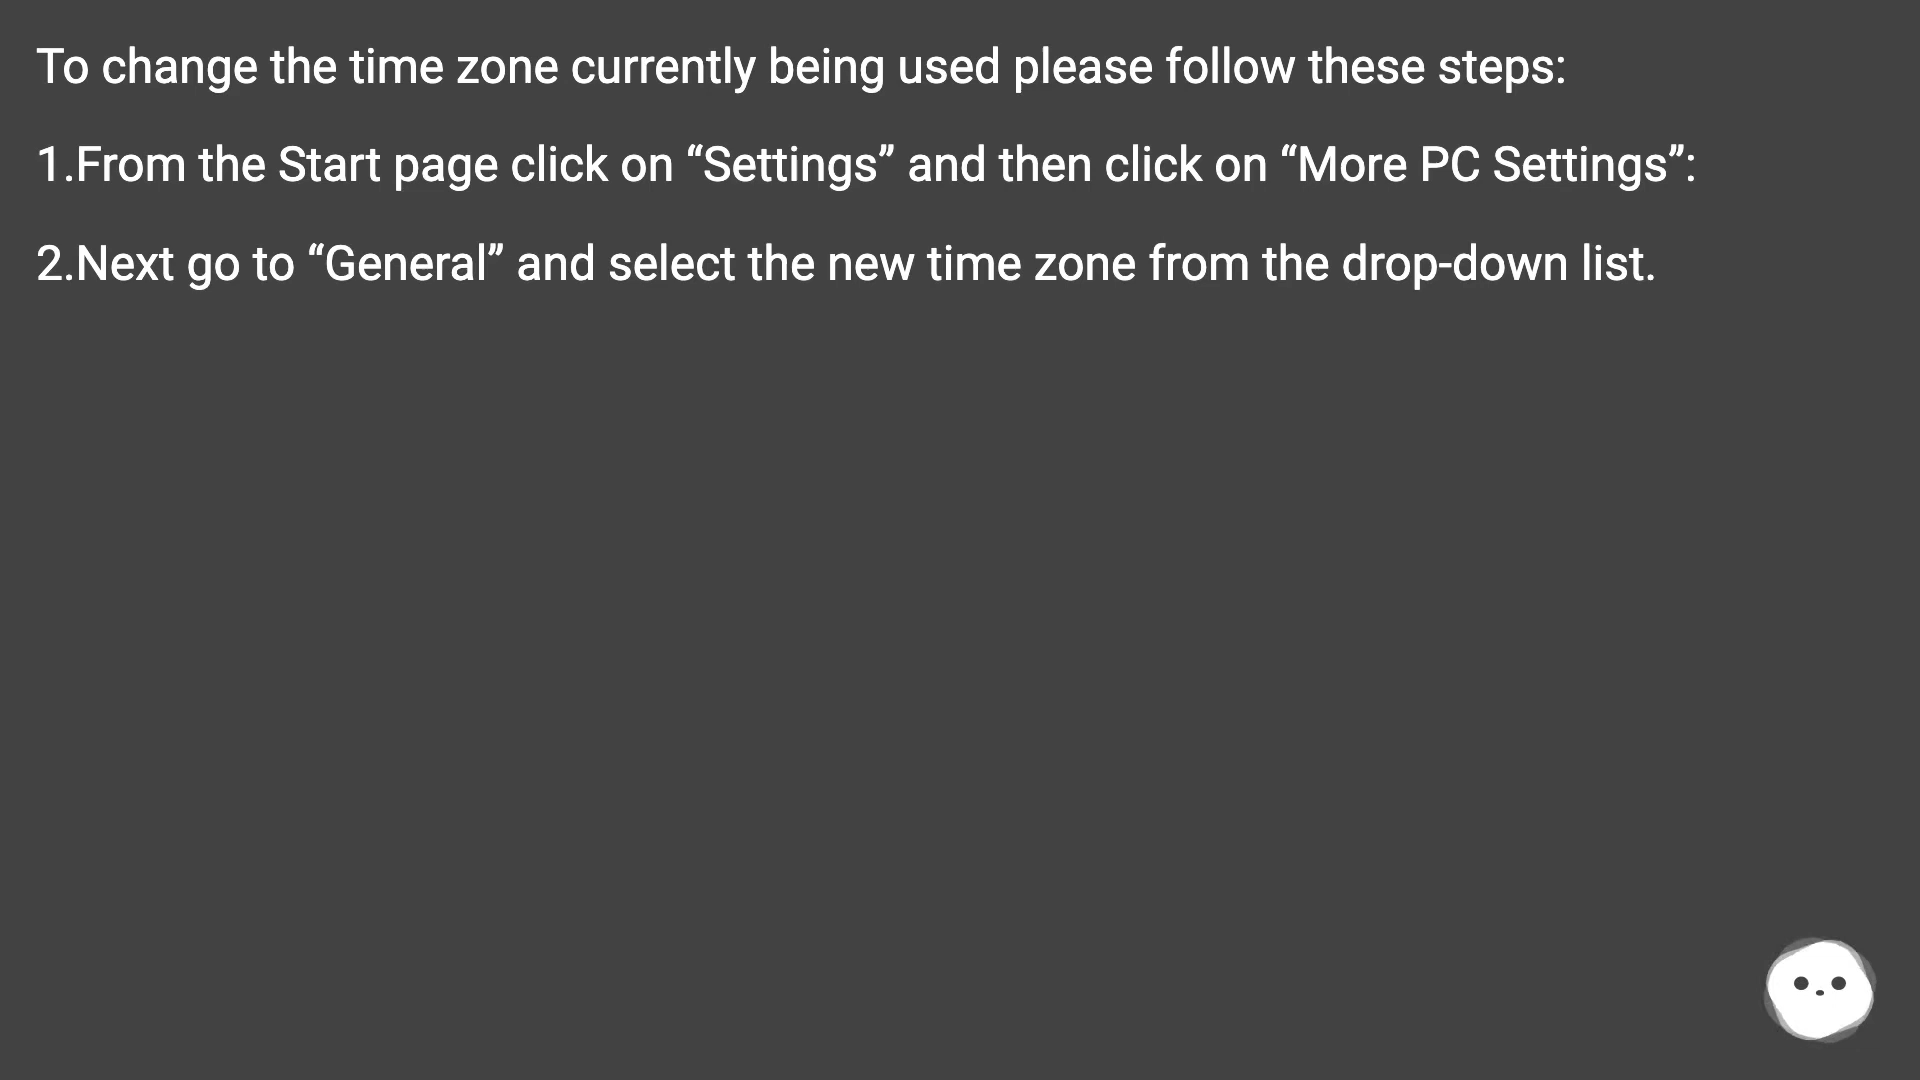 To change the time zone currently being used please follow these steps:
1.From the Start page click on “Settings” and then click on “More PC Settings”:
2.Next go to “General” and select the new time zone from the drop-down list.